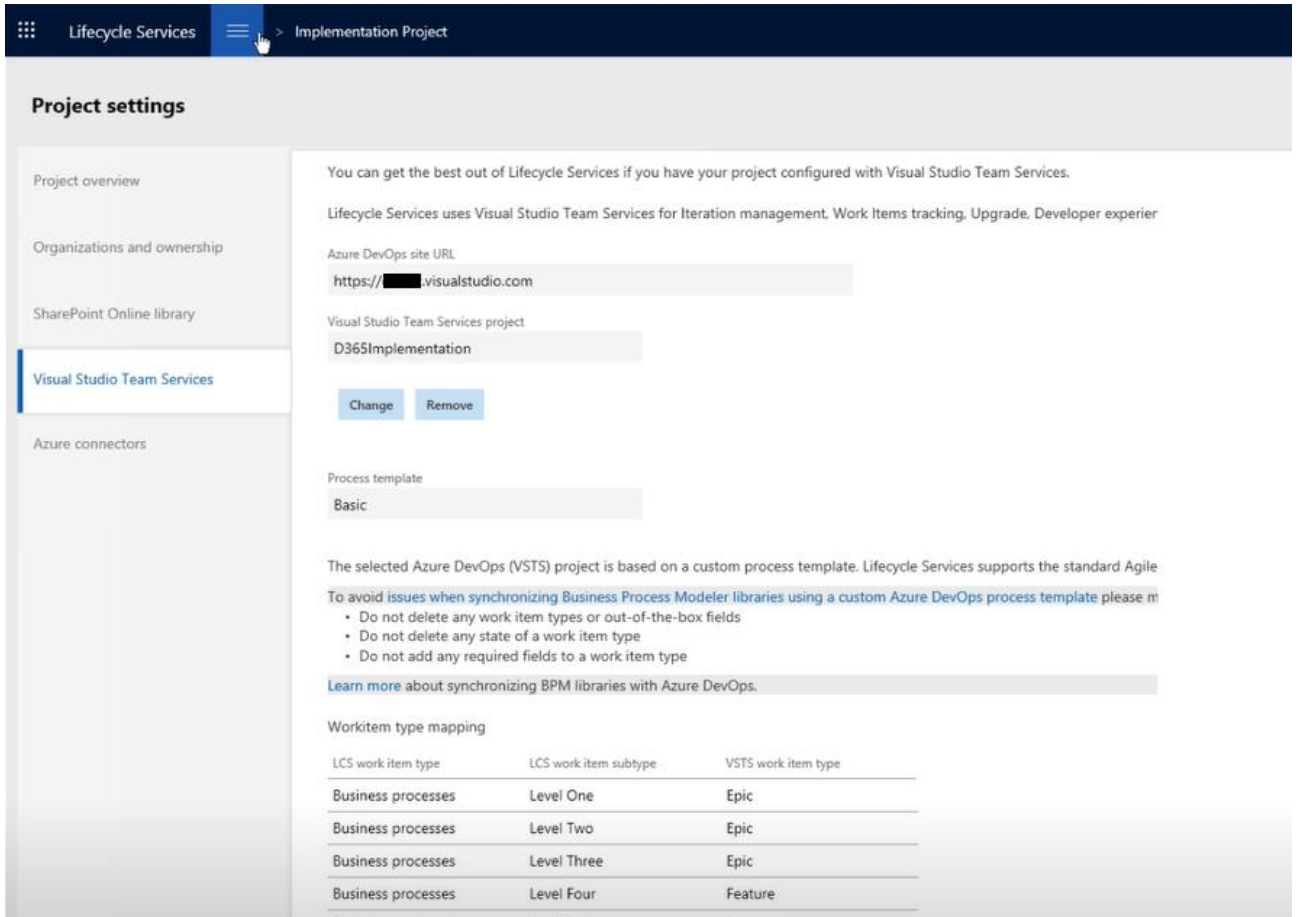 Lifecycle Services > Implementation Project
Project settings
Project overview
Organizations and ownership
SharePoint Online library
Visual Studio Team Services
Azure connectors
You can get the best out of Lifecycle Services if you have your project configured with Visual Studio Team Services.
Lifecycle Services uses Visual Studio Team Services for Iteration management, Work Items tracking, Upgrade, Developer experier
Azure DevOps site URL
https:// .visualstudio.com
Visual Studio Team Services project
D365Implementation
Change Remove
Process template
Basic
The selected Azure DevOps (VSTS) project is based on a custom process template. Lifecycle Services supports the standard Agile
To avoid issues when synchronizing Business Process Modeler libraries using a custom Azure DevOps process template please m
• Do not delete any work item types or out-of-the-box fields
• Do not delete any state of a work item type
• Do not add any required fields to a work item type
Learn more about synchronizing BPM libraries with Azure DevOps.
Workitem type mapping
LCS work item type LCS work item subtype VSTS work item type
Business processes Level One Epic
Business processes Level Two Epic
Business processes Level Three Epic
Business processes Level Four Feature